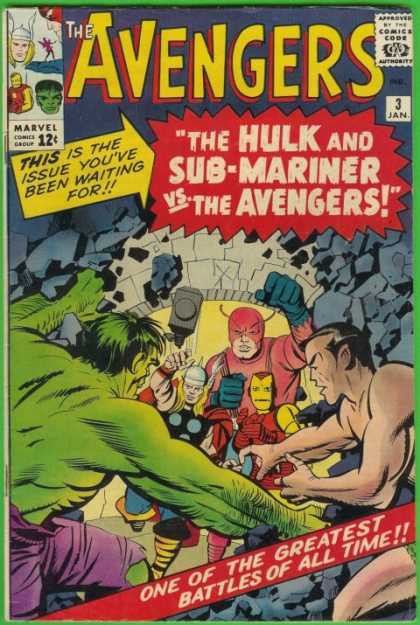 THE
AVENGERS
APPROVED
BY THE
COMICS
CODE
AUTHORITY
IND.
3
JAN.
MARVEL
COMICS
GROUP
12¢
THIS IS THE
ISSUE YOU'VE
BEEN WAITING
FOR!!
"THE HULK AND
SUB-MARINER
VS. THE AVENGERS!"
ONE OF THE GREATEST
BATTLES OF ALL TIME!!